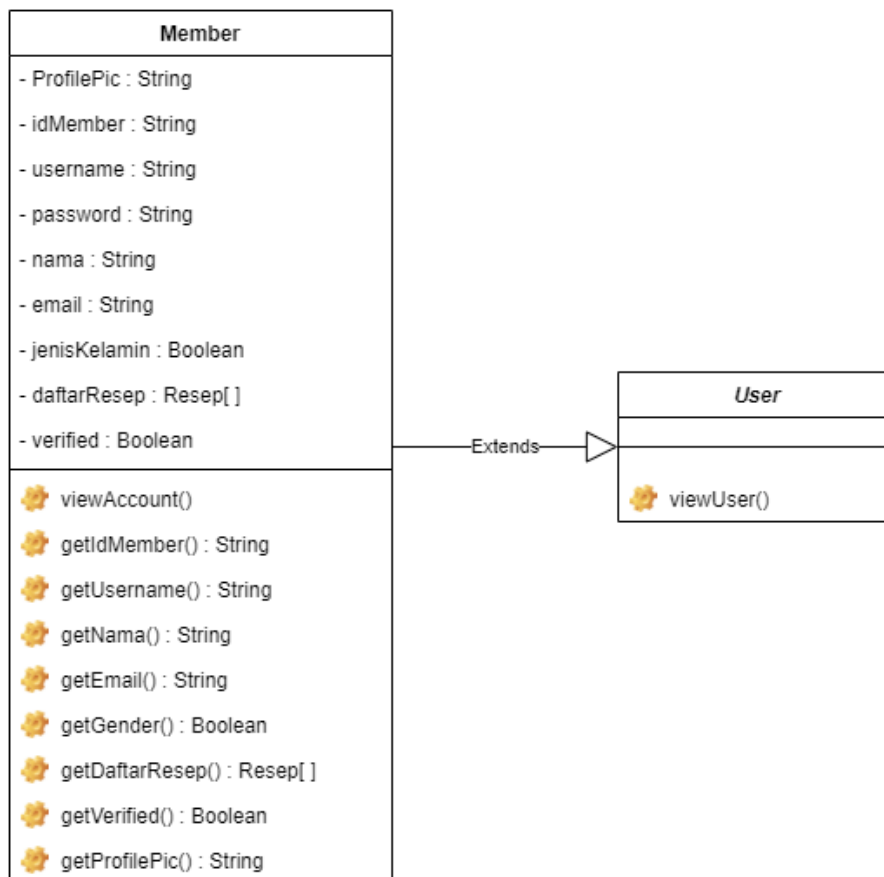 Member
- ProfilePic : String
- idMember : String
- username : String
- password : String
- nama : String
- email : String
- jenisKelamin : Boolean
- daftarResep : Resep[ ]
- verified : Boolean
viewAccount()
getIdMember() : String
getUsername() : String
getNama() : String
getEmail() : String
getGender() : Boolean
getDaftarResep() : Resep[ ]
getVerified() : Boolean
getProfilePic() : String
Extends
User
viewUser()